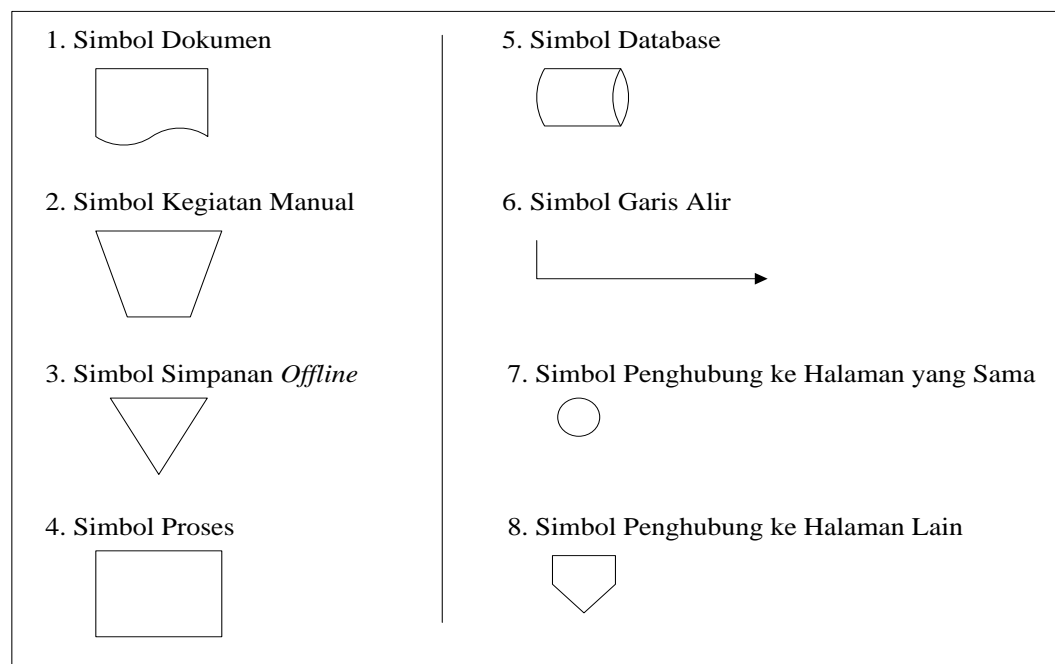 1. Simbol Dokumen
2. Simbol Kegiatan Manual
3. Simbol Simpanan Offline
4. Simbol Proses
5. Simbol Database
6. Simbol Garis Alir
7. Simbol Penghubung ke Halaman yang Sama
8. Simbol Penghubung ke Halaman Lain